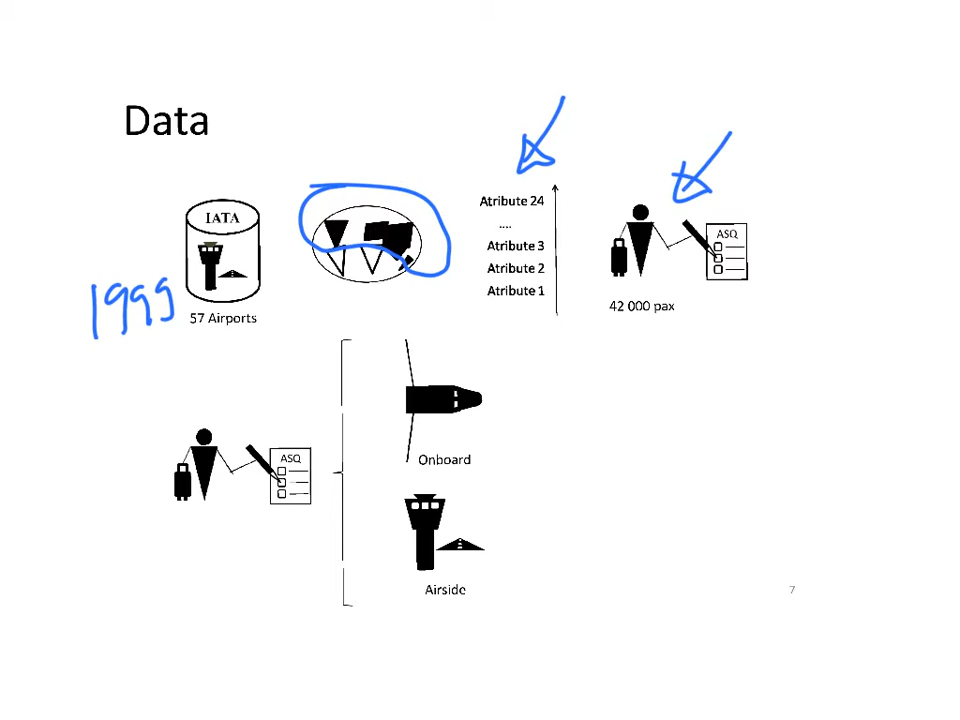 Data
IATA
1999
57 Airports
Atribute 24
....
Atribute 3
Atribute 2
Atribute 1
ASQ
42 000 pax
ASQ
Onboard
Airside
7